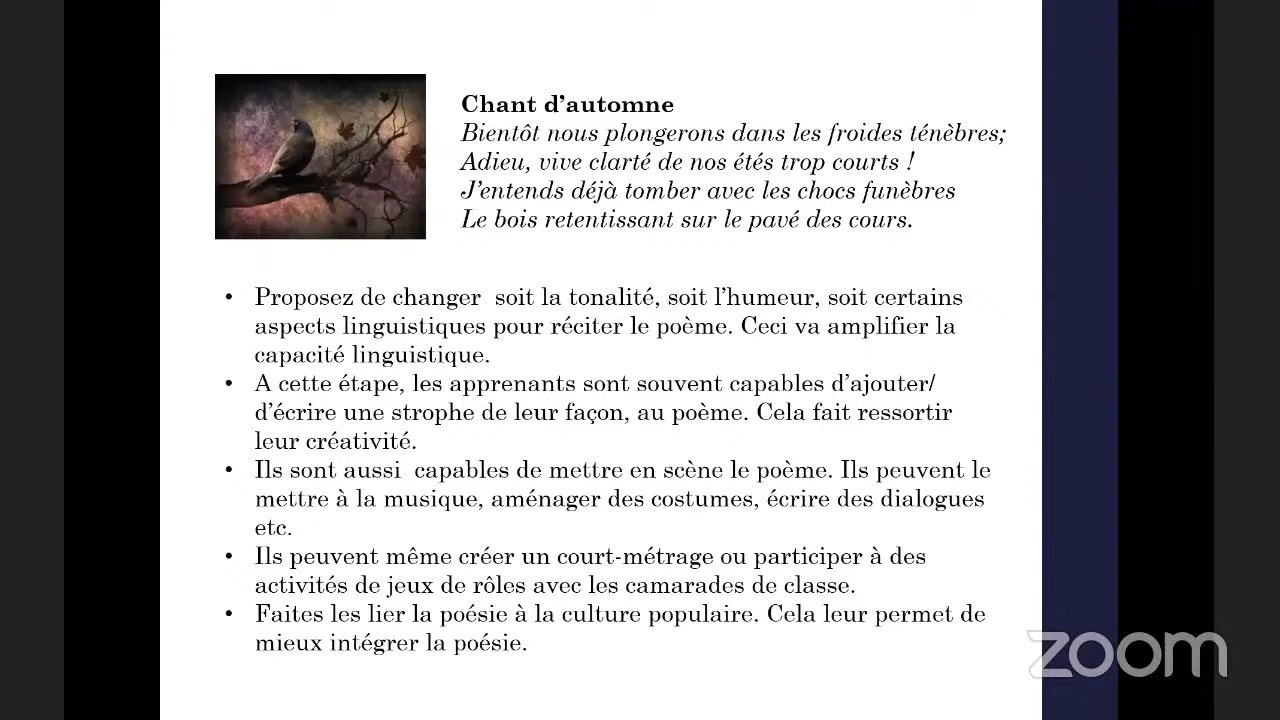 Chant d’automne
Bientôt nous plongerons dans les froides ténèbres;
Adieu, vive clarté de nos étés trop courts !
J’entends déjà tomber avec les chocs funèbres
Le bois retentissant sur le pavé des cours.
• Proposez de changer  soit la tonalité, soit l’humeur, soit certains
aspects linguistiques pour réciter le poème. Ceci va amplifier la
capacité linguistique.
• A cette étape, les apprenants sont souvent capables d’ajouter/
d’écrire une strophe de leur façon, au poème. Cela fait ressortir
leur créativité.
• Ils sont aussi  capables de mettre en scène le poème. Ils peuvent le
mettre à la musique, aménager des costumes, écrire des dialogues
etc.
• Ils peuvent même créer un court-métrage ou participer à des
activités de jeux de rôles avec les camarades de classe.
• Faites les lier la poésie à la culture populaire. Cela leur permet de
mieux intégrer la poésie.
zoom